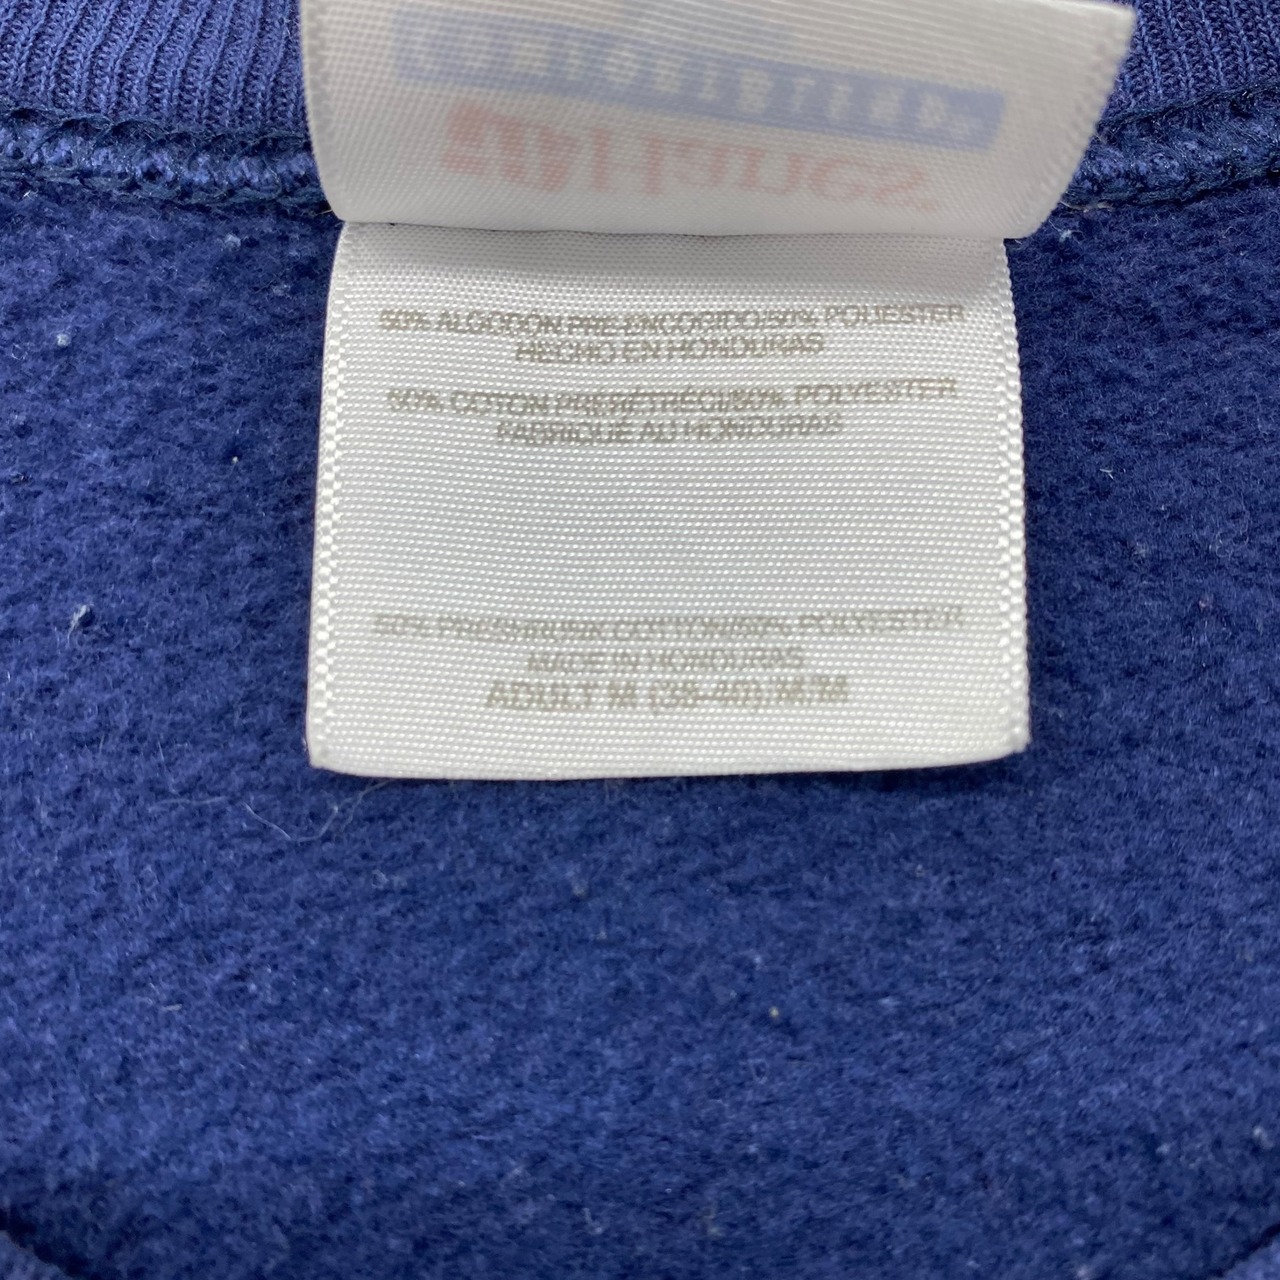 Hanes
50% ALGODÓN PRE-ENCOGIDO/50% POLIESTER
HECHO EN HONDURAS
50% COTON PRÉRÉTRÉCI/50% POLYESTER
FABRIQUÉ AU HONDURAS
50% PRESHRUNK COTTON/50% POLYESTER
MADE IN HONDURAS
ADULT M (38-40)/M/M